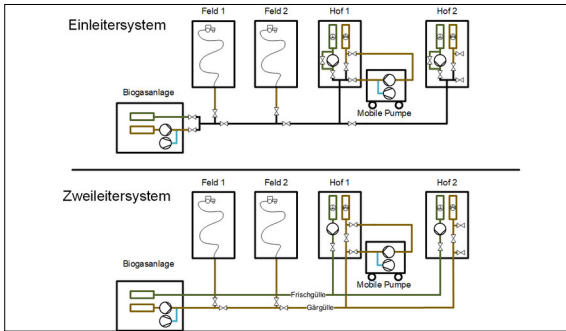 Einleitersystem
Feld 1
Feld 2
Hof 1
Hof 2
Biogasanlage
Mobile Pumpe
Zweileitersystem
Feld 1
Feld 2
Hof 1
Hof 2
Biogasanlage
Mobile Pumpe
Frischgülle
Gärgülle